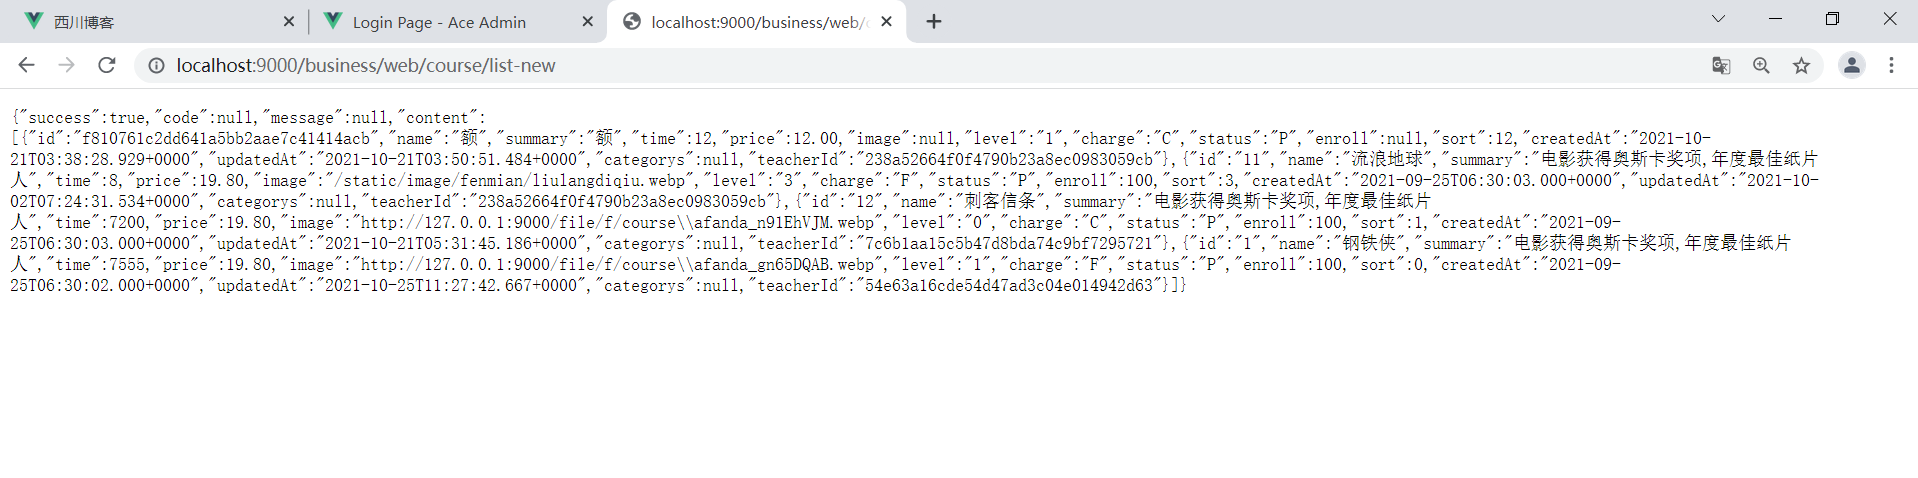 西川博客
Login Page - Ace Admin
localhost:9000/business/web/c
localhost:9000/business/web/course/list-new
{"success":true,"code":null,"message":null,"content":
[{"id":"f810761c2dd641a5bb2aae7c41414acb","name":"额","summary":"额","time":12,"price":12.00,"image":null,"level":"1","charge":"C","status":"P","enroll":null,"sort":12,"createdAt":"2021-10-
21T03:38:28.929+0000","updatedAt":"2021-10-21T03:50:51.484+0000","categorys":null,"teacherId":"238a52664f0f4790b23a8ec0983059cb"},{"id":"11","name":"流浪地球","summary":"电影获得奥斯卡奖项,年度最佳纸片
人","time":8,"price":19.80,"image":"/static/image/fenmian/liulangdiqiu.webp","level":"3","charge":"F","status":"P","enroll":100,"sort":3,"createdAt":"2021-09-25T06:30:03.000+0000","updatedAt":"2021-10-
02T07:24:31.534+0000","categorys":null,"teacherId":"238a52664f0f4790b23a8ec0983059cb"},{"id":"12","name":"刺客信条","summary":"电影获得奥斯卡奖项,年度最佳纸片
人","time":7200,"price":19.80,"image":"http://127.0.0.1:9000/file/f/course\\afanda_n91EhVJM.webp","level":"0","charge":"C","status":"P","enroll":100,"sort":1,"createdAt":"2021-09-
25T06:30:03.000+0000","updatedAt":"2021-10-21T05:31:45.186+0000","categorys":null,"teacherId":"7c6b1aa15c5b47d8bda74c9bf7295721"},{"id":"1","name":"钢铁侠","summary":"电影获得奥斯卡奖项,年度最佳纸片
人","time":7555,"price":19.80,"image":"http://127.0.0.1:9000/file/f/course\\afanda_gn65DQAB.webp","level":"1","charge":"F","status":"P","enroll":100,"sort":0,"createdAt":"2021-09-
25T06:30:02.000+0000","updatedAt":"2021-10-25T11:27:42.667+0000","categorys":null,"teacherId":"54e63a16cde54d47ad3c04e014942d63"}]}